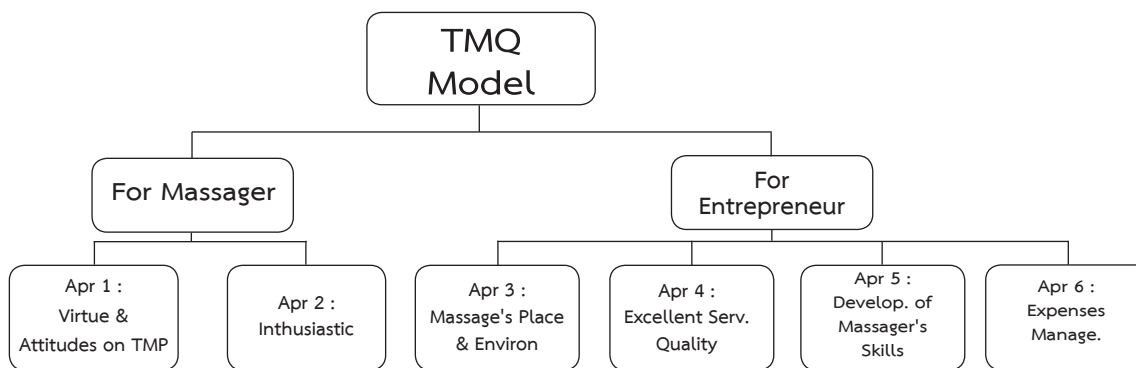 TMQ
Model
For Massager
For
Entrepreneur
Apr 1 :
Virtue &
Attitudes on TMP
Apr 2 :
Inthusiastic
Apr 3 :
Massage's Place
& Environ
Apr 4 :
Excellent Serv.
Quality
Apr 5 :
Develop. of
Massager's
Skills
Apr 6 :
Expenses
Manage.